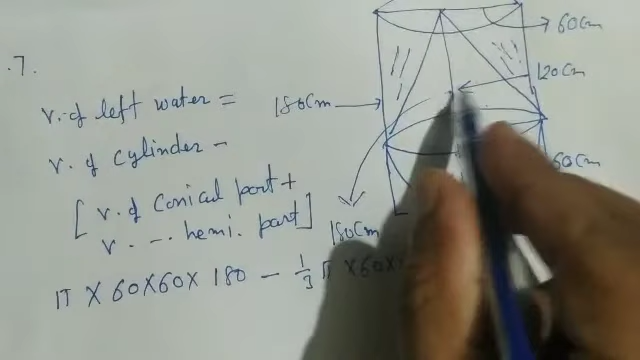 60cm
.7.
120cm
V. of left water =
180cm
V. of cylinder -
60cm
[V. of Conical part +
V. -.. hemi. part]
180cm
π × 60×60× 180 - 1/3 π × 60×